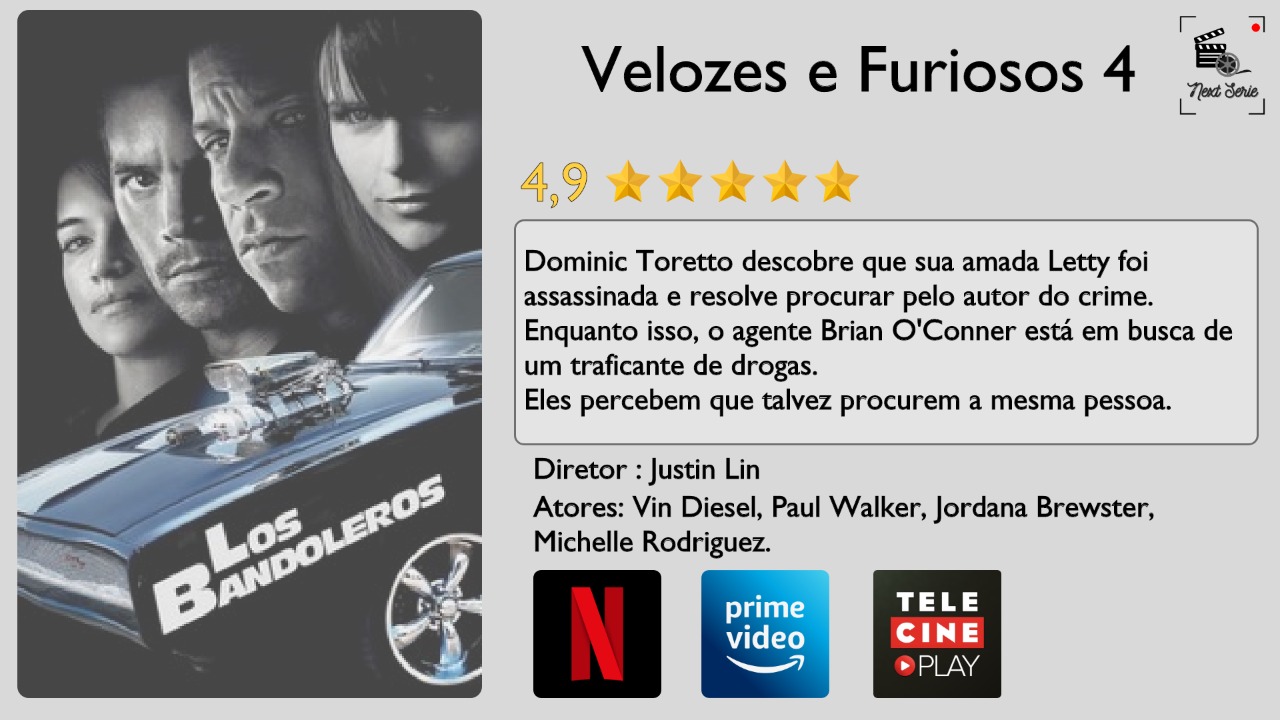 Velozes e Furiosos 4
Next Serie
4,9
Dominic Toretto descobre que sua amada Letty foi
assassinada e resolve procurar pelo autor do crime.
Enquanto isso, o agente Brian O'Conner está em busca de
um traficante de drogas.
Eles percebem que talvez procurem a mesma pessoa.
Diretor : Justin Lin
Atores: Vin Diesel, Paul Walker, Jordana Brewster,
Michelle Rodriguez.
LOS
BANDOLEROS
N
prime
video
TELE
CINE
PLAY